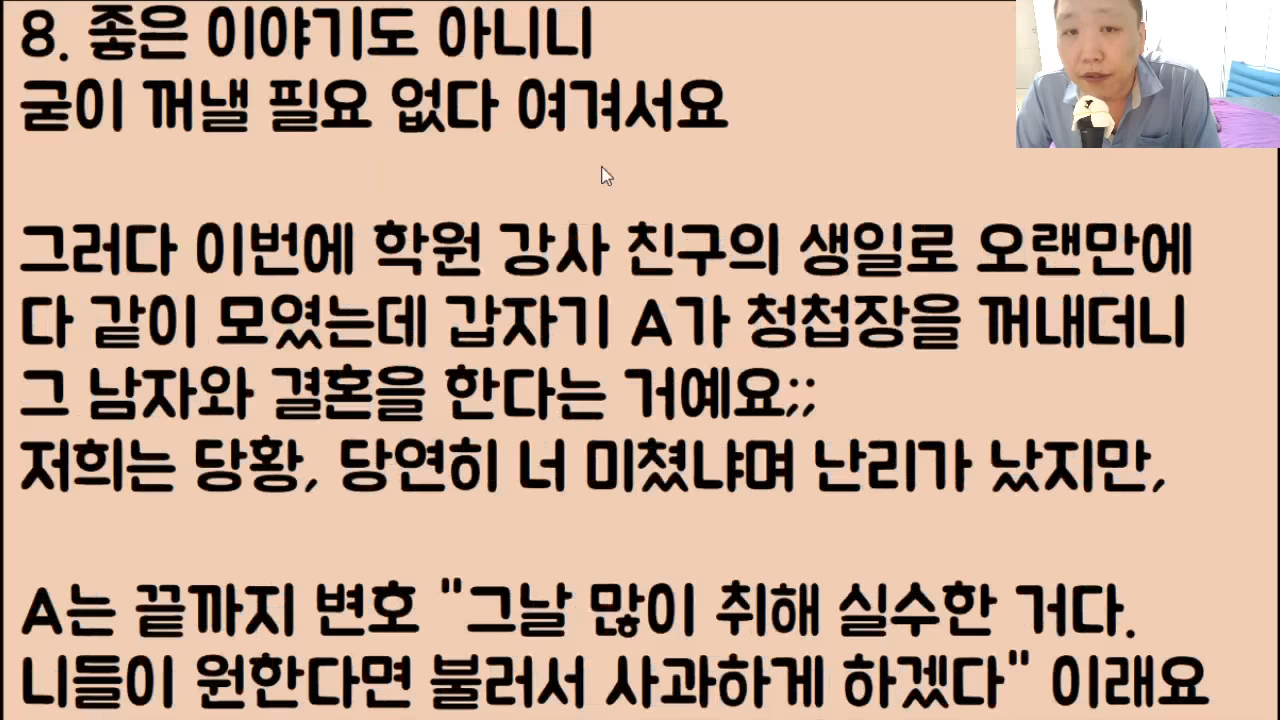 8. 좋은 이야기도 아니니
굳이 꺼낼 필요 없다 여겨서요
그러다 이번에 학원 강사 친구의 생일로 오랜만에
다 같이 모였는데 갑자기 A가 청첩장을 꺼내더니
그 남자와 결혼을 한다는 거예요;;
저희는 당황, 당연히 너 미쳤냐며 난리가 났지만,
A는 끝까지 변호 "그날 많이 취해 실수한 거다.
니들이 원한다면 불러서 사과하게 하겠다" 이래요